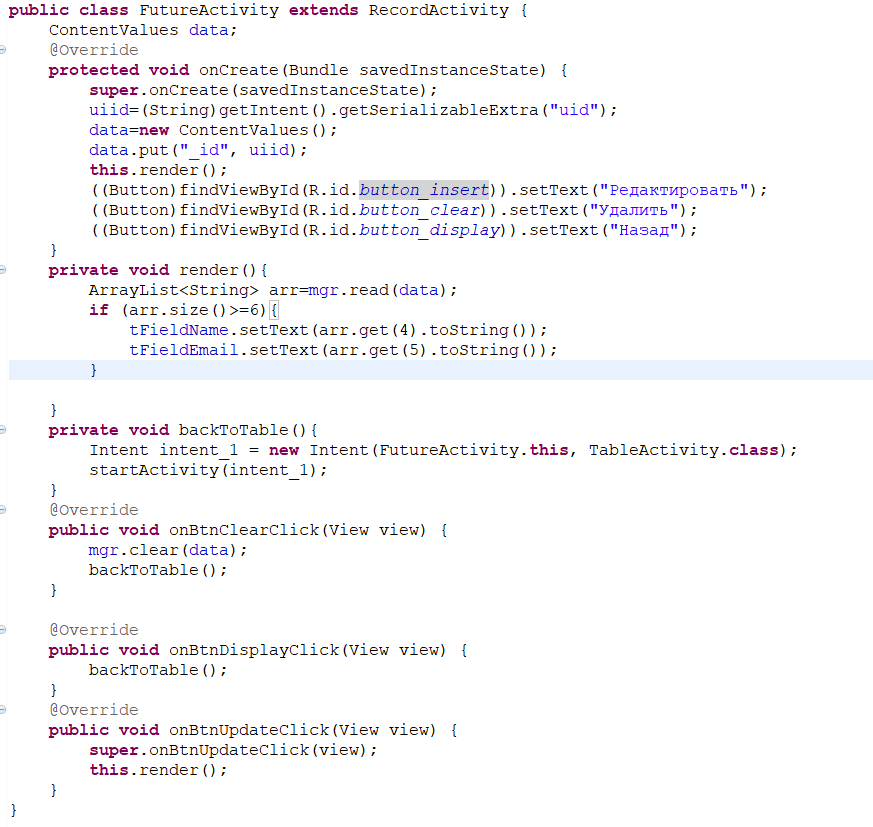 public class FutureActivity extends RecordActivity {
    ContentValues data;
    @Override
    protected void onCreate(Bundle savedInstanceState) {
        super.onCreate(savedInstanceState);
        uiid=(String)getIntent().getSerializableExtra("uid");
        data=new ContentValues();
        data.put("_id", uiid);
        this.render();
        ((Button)findViewById(R.id.button_insert)).setText("Редактировать");
        ((Button)findViewById(R.id.button_clear)).setText("Удалить");
        ((Button)findViewById(R.id.button_display)).setText("Назад");
    }
    private void render(){
        ArrayList<String> arr=mgr.read(data);
        if (arr.size()>=6){
            tFieldName.setText(arr.get(4).toString());
            tFieldEmail.setText(arr.get(5).toString());
        }
    }
    private void backToTable(){
        Intent intent_1 = new Intent(FutureActivity.this, TableActivity.class);
        startActivity(intent_1);
    }
    @Override
    public void onBtnClearClick(View view) {
        mgr.clear(data);
        backToTable();
    }
    @Override
    public void onBtnDisplayClick(View view) {
        backToTable();
    }
    @Override
    public void onBtnUpdateClick(View view) {
        super.onBtnUpdateClick(view);
        this.render();
    }
}